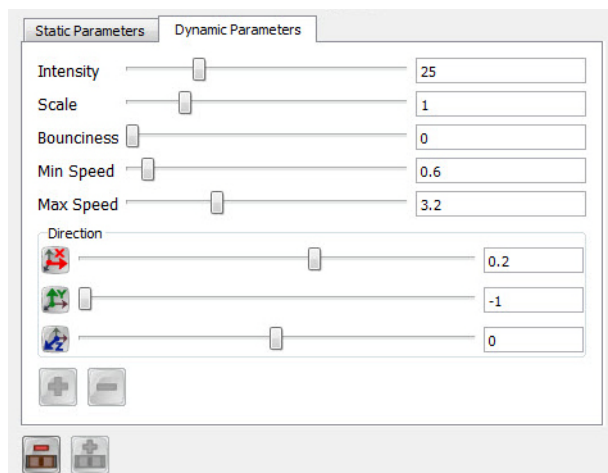 Static Parameters Dynamic Parameters
Intensity 25
Scale 1
Bounciness 0
Min Speed 0.6
Max Speed 3.2
Direction
X 0.2
Y -1
Z 0